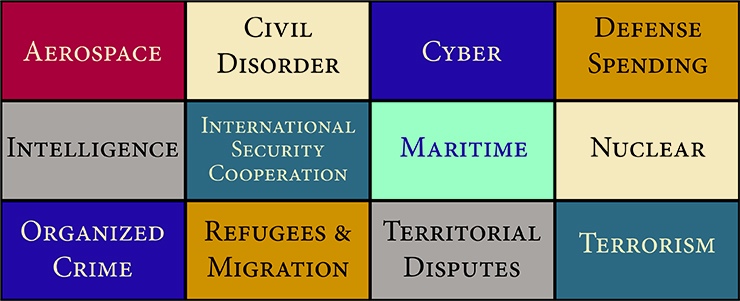 Aerospace
Civil
Disorder
Cyber
Defense
Spending
Intelligence
International
Security
Cooperation
Maritime
Nuclear
Organized
Crime
Refugees &
Migration
Territorial
Disputes
Terrorism